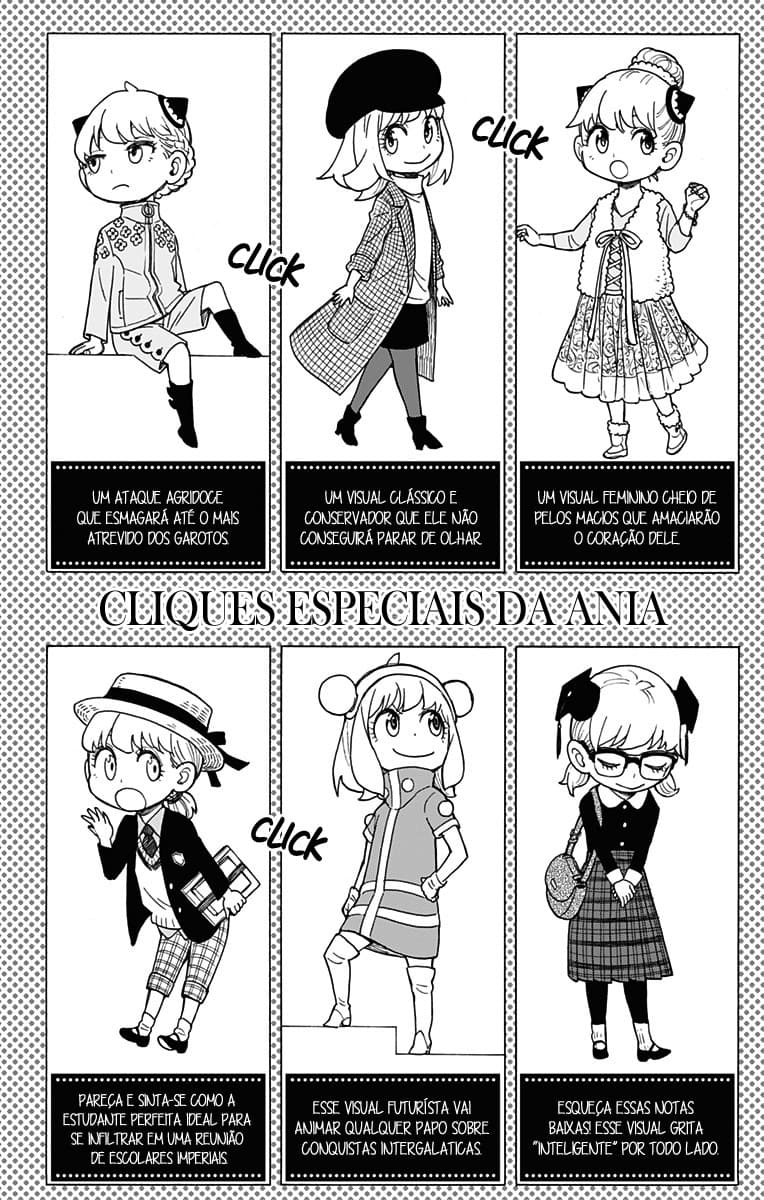 CLICK
CLICK
UM ATAQUE AGRIDOCE
QUE ESMAGARÁ ATÉ O MAIS
ATREVIDO DOS GAROTOS.
UM VISUAL CLÁSSICO E
CONSERVADOR QUE ELE NÃO
CONSEGUIRÁ PARAR DE OLHAR.
UM VISUAL FEMININO CHEIO DE
PELOS MACIOS QUE AMACIARÃO
O CORAÇÃO DELE.
CLIQUES ESPECIAIS DA ANIA
CLICK
PAREÇA E SINTA-SE COMO A
ESTUDANTE PERFEITA IDEAL PARA
SE INFILTRAR EM UMA REUNIÃO
DE ESCOLARES IMPERIAIS.
ESSE VISUAL FUTURÍSTA VAI
ANIMAR QUALQUER PAPO SOBRE
CONQUISTAS INTERGALATICAS.
ESQUEÇA ESSAS NOTAS
BAIXAS! ESSE VISUAL GRITA
"INTELIGENTE" POR TODO LADO.